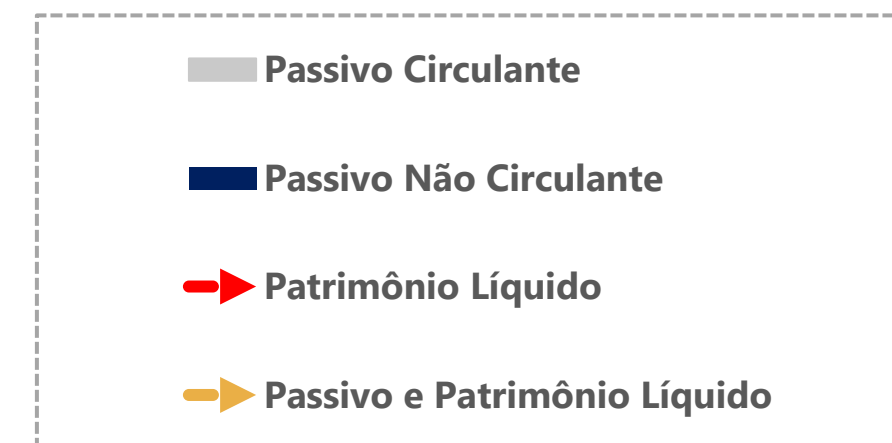 Passivo Circulante
Passivo Não Circulante
Patrimônio Líquido
Passivo e Patrimônio Líquido